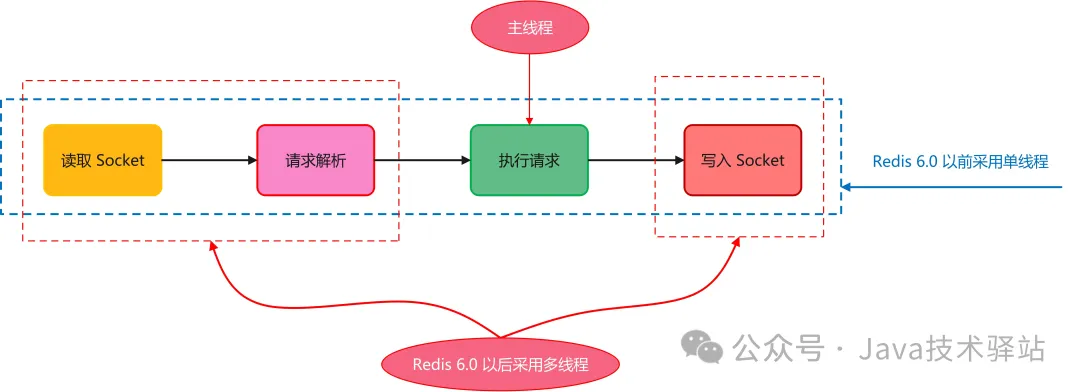 主线程
读取 Socket
请求解析
执行请求
写入 Socket
Redis 6.0 以前采用单线程
Redis 6.0 以后采用多线程
公众号 · Java技术驿站